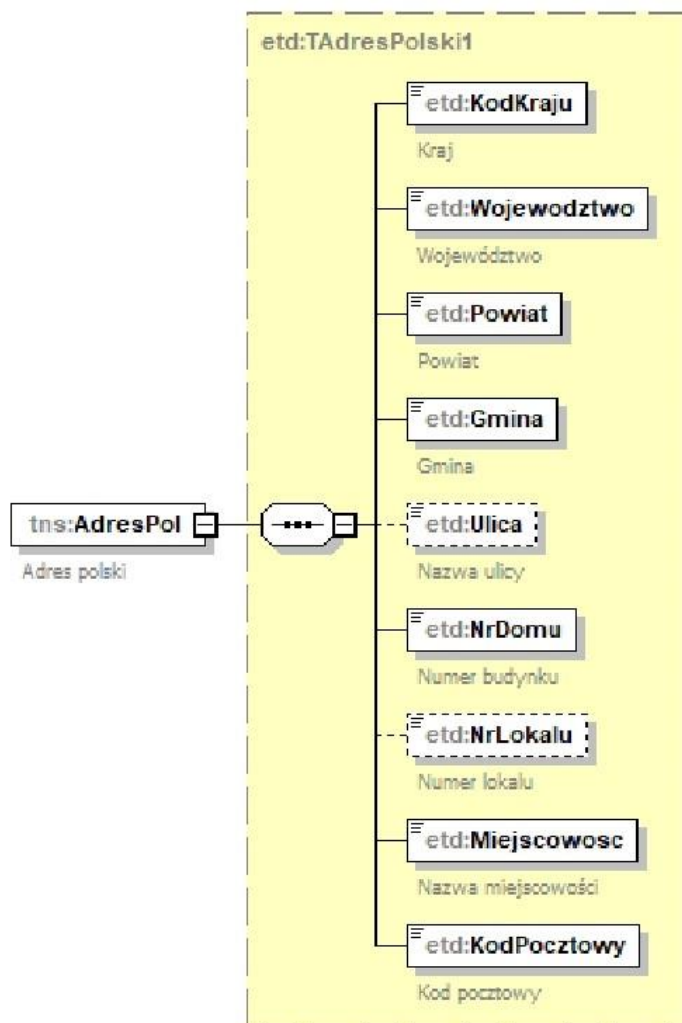 etd:TAdresPolski1
etd:KodKraju
Kraj
etd:Wojewodztwo
Województwo
etd:Powiat
Powiat
etd:Gmina
Gmina
tns:AdresPol
Adres polski
etd:Ulica
Nazwa ulicy
etd:NrDomu
Numer budynku
etd:NrLokalu
Numer lokalu
etd:Miejscowosc
Nazwa miejscowości
etd:KodPocztowy
Kod pocztowy